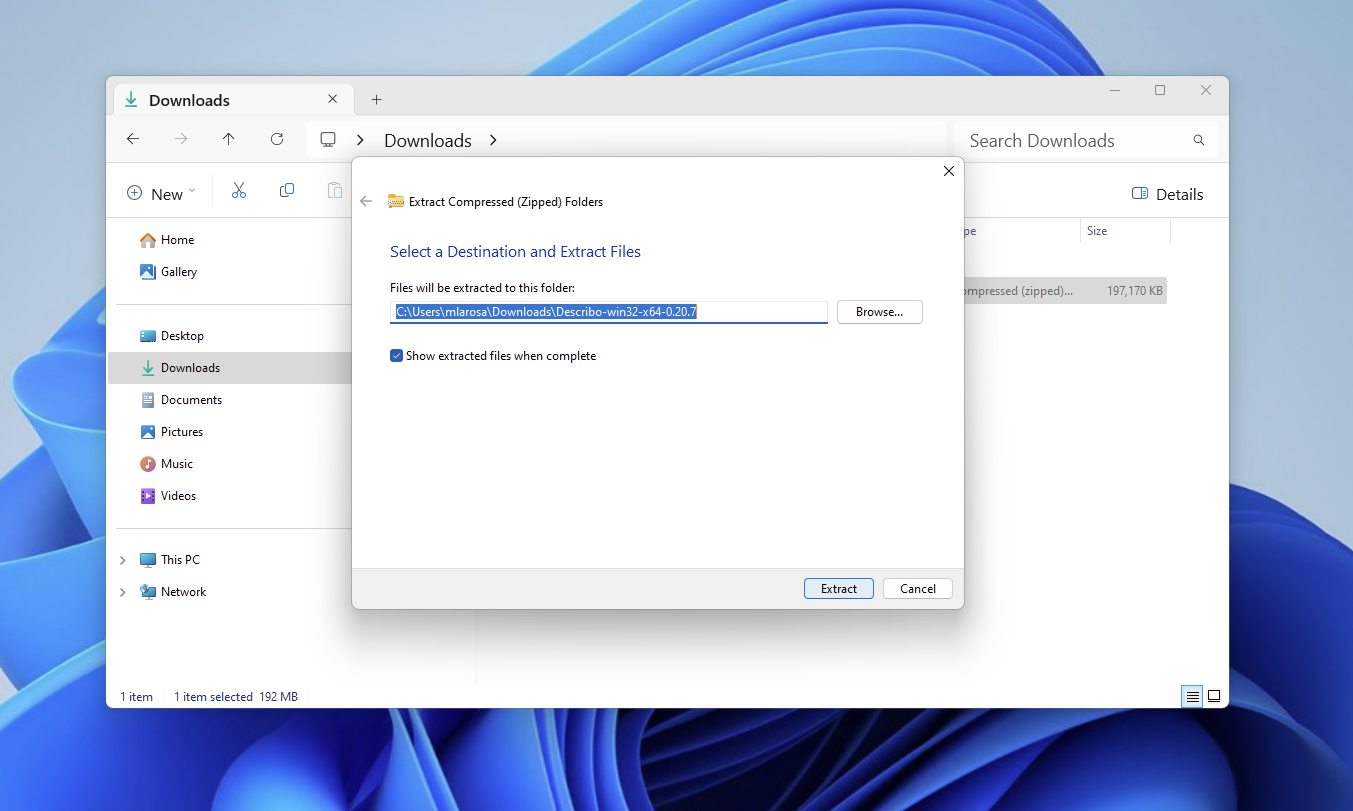 Downloads
Downloads
Search Downloads
New
Details
Extract Compressed (Zipped) Folders
Select a Destination and Extract Files
Files will be extracted to this folder:
C:\Users\mlarosa\Downloads\Describo-win32-x64-0.20.7
Browse...
Show extracted files when complete
Extract
Cancel
Home
Gallery
Desktop
Downloads
Documents
Pictures
Music
Videos
This PC
Network
pe
Size
ompressed (zipped)...
197,170 KB
1 item
1 item selected 192 MB